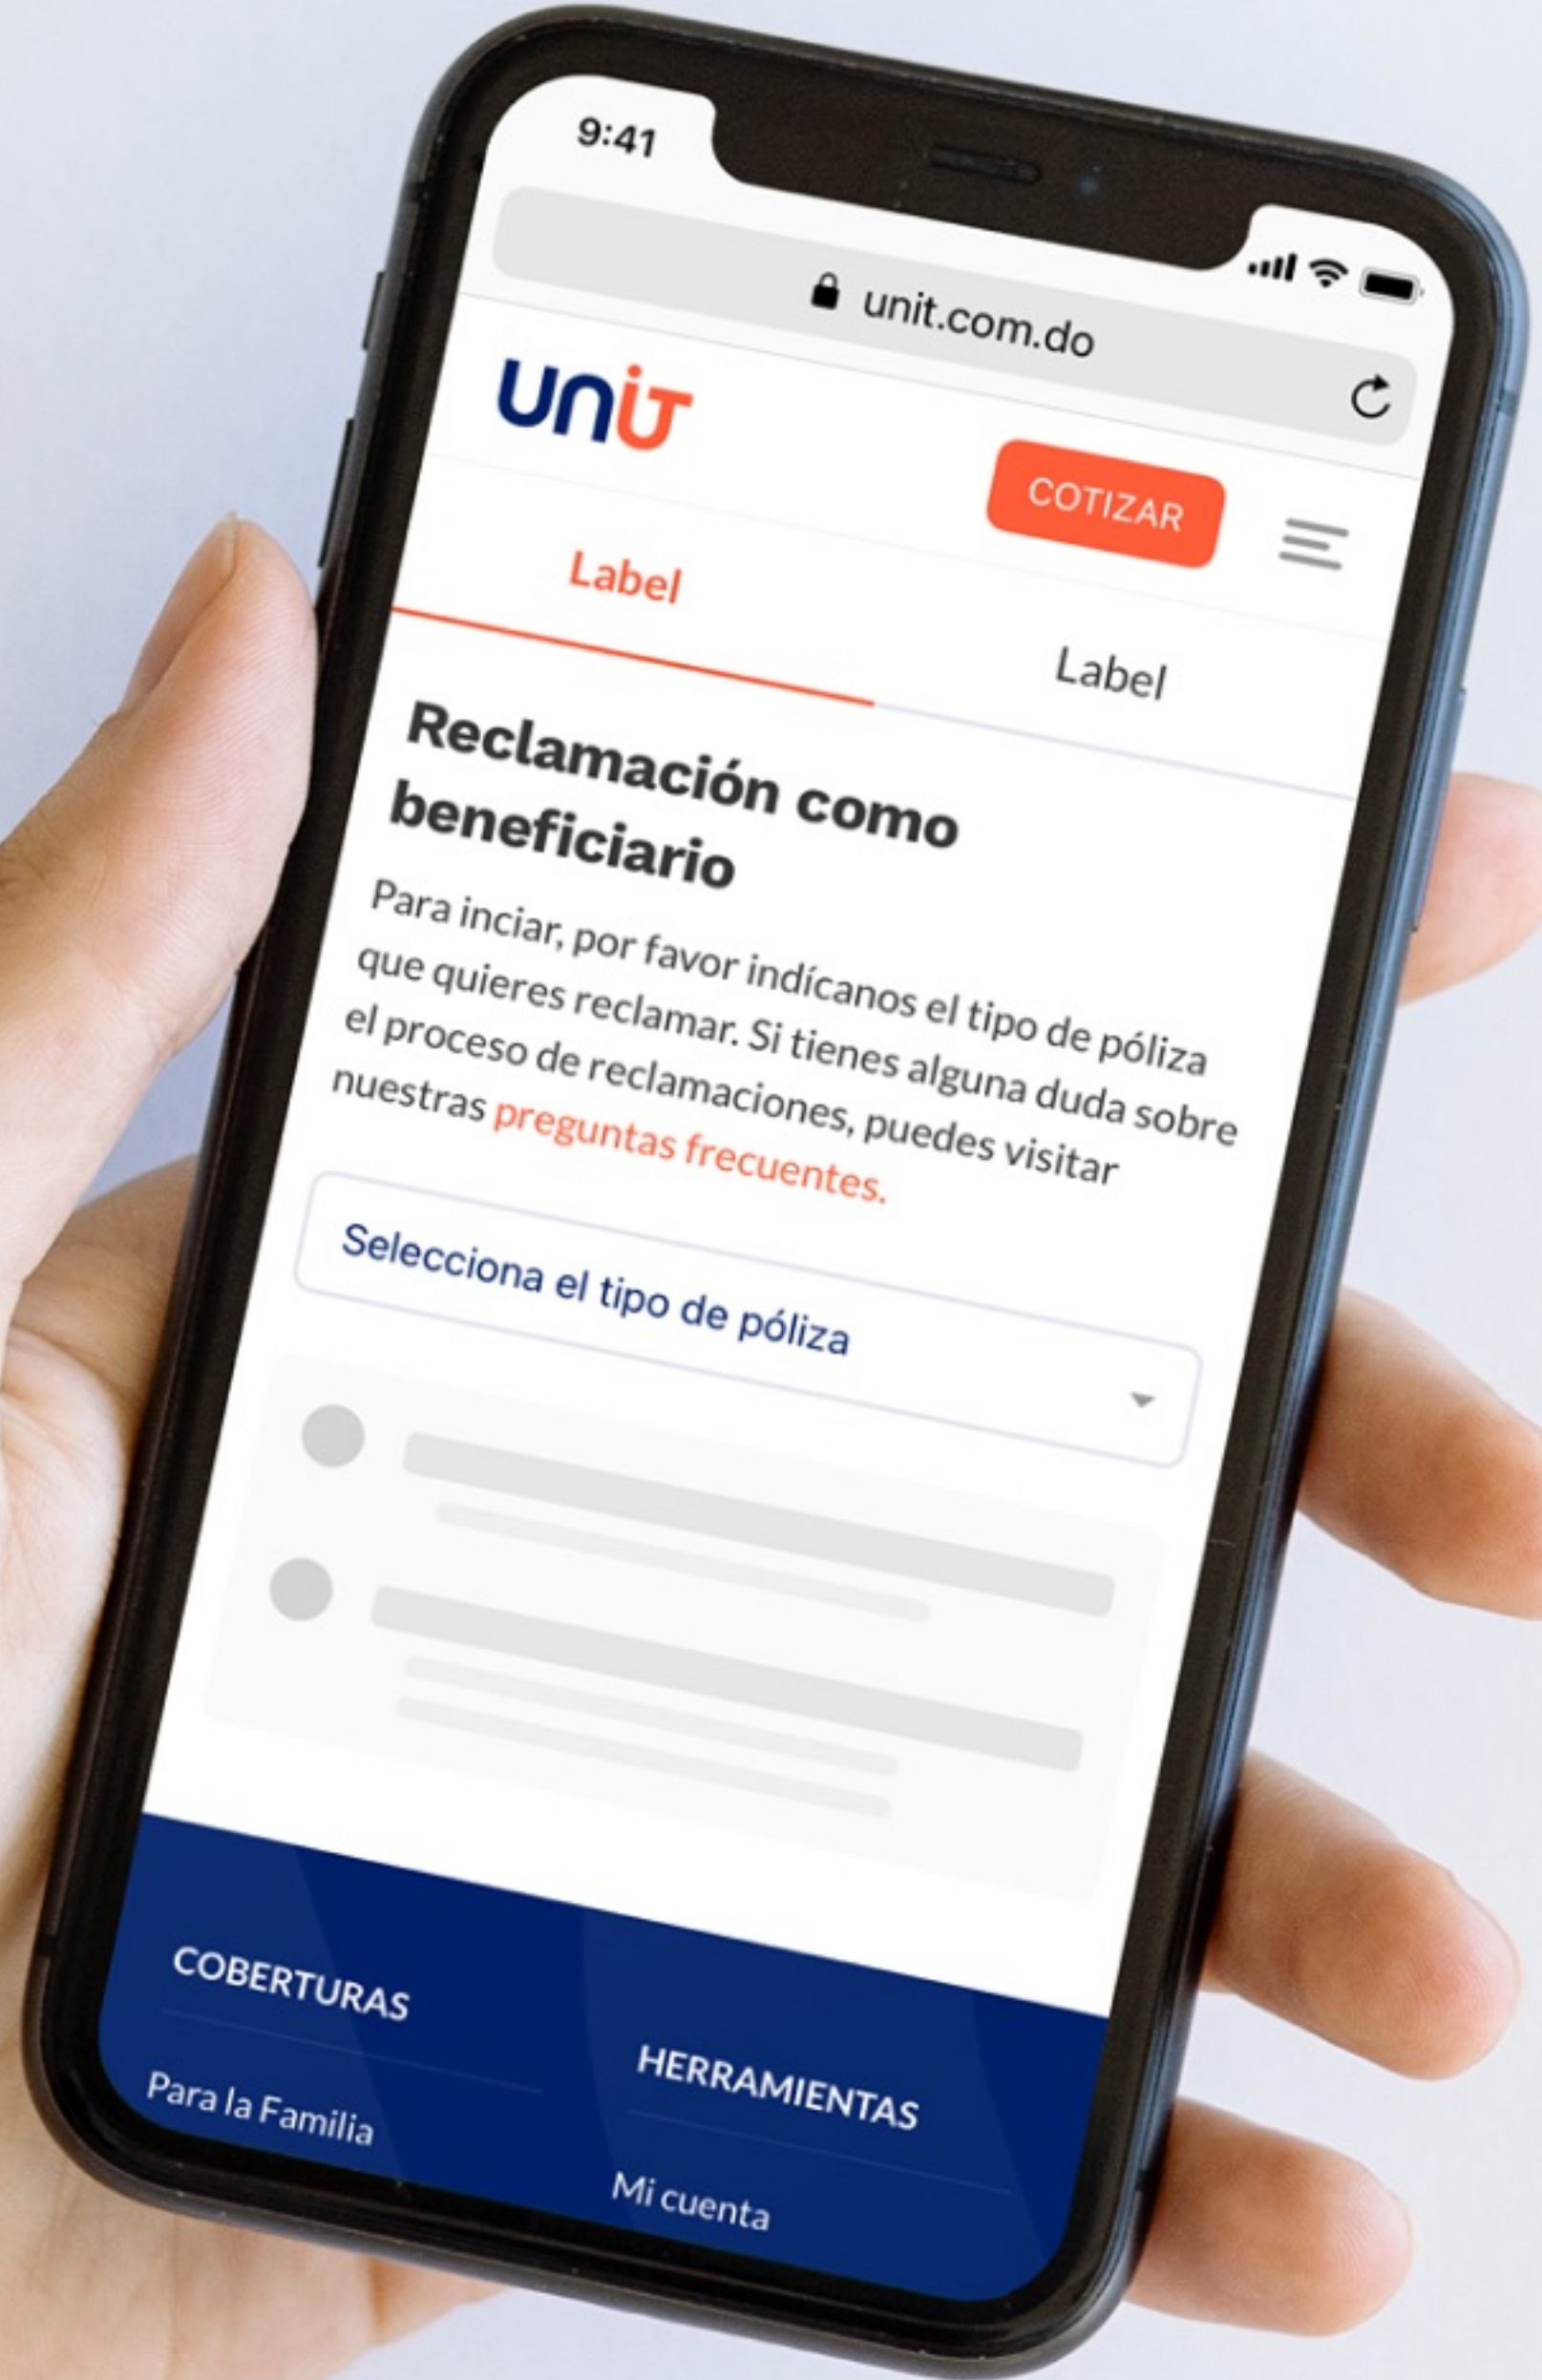 9:41
unit.com.do
unit
COTIZAR
Label
Label
Reclamación como
beneficiario
Para inciar, por favor indícanos el tipo de póliza
que quieres reclamar. Si tienes alguna duda sobre
el proceso de reclamaciones, puedes visitar
nuestras preguntas frecuentes.
Selecciona el tipo de póliza
COBERTURAS
HERRAMIENTAS
Para la Familia
Mi cuenta